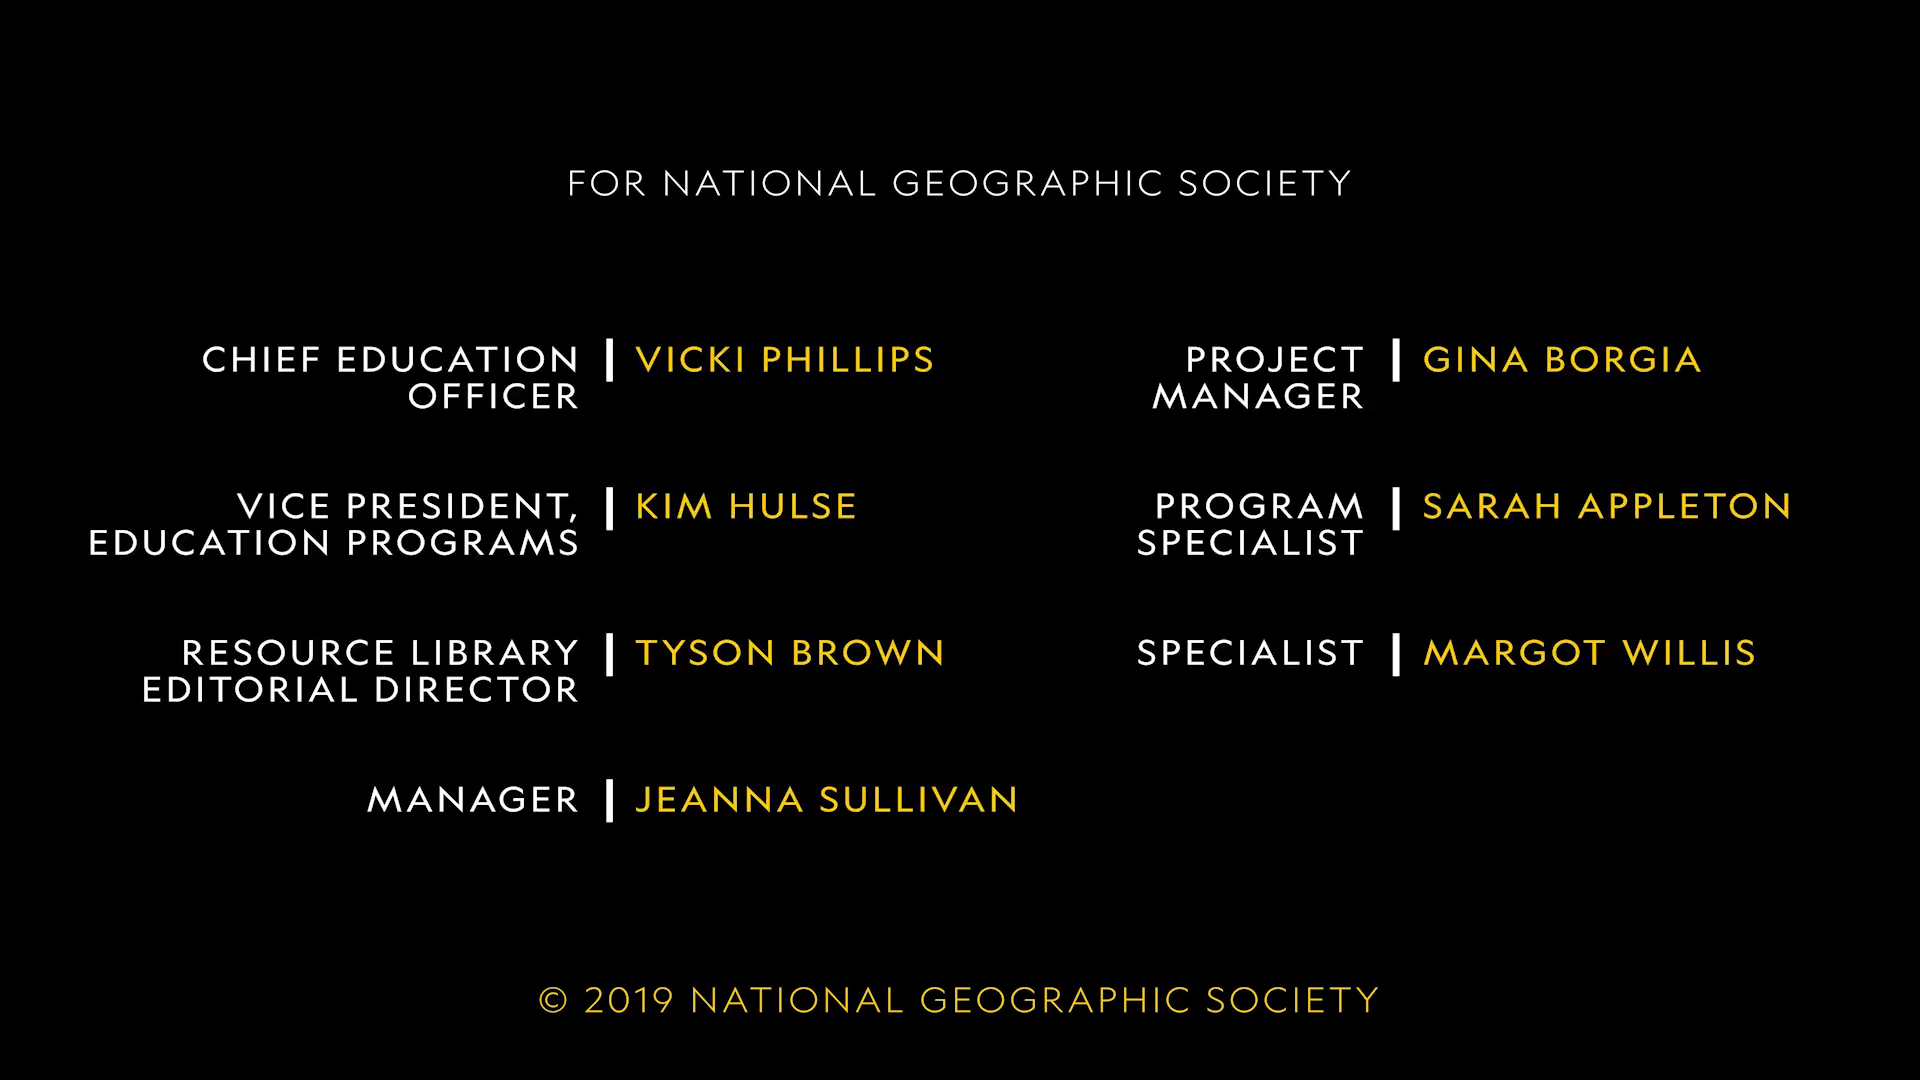 FOR NATIONAL GEOGRAPHIC SOCIETY
CHIEF EDUCATION
OFFICER
VICKI PHILLIPS
VICE PRESIDENT,
EDUCATION PROGRAMS
KIM HULSE
RESOURCE LIBRARY
EDITORIAL DIRECTOR
TYSON BROWN
MANAGER
JEANNA SULLIVAN
PROJECT
MANAGER
GINA BORGIA
PROGRAM
SPECIALIST
SARAH APPLETON
SPECIALIST
MARGOT WILLIS
© 2019 NATIONAL GEOGRAPHIC SOCIETY